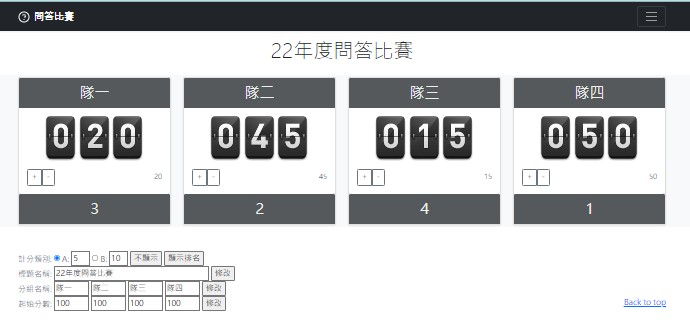 問答比賽
22年度問答比賽
隊一 隊二 隊三 隊四
020 045 015 050
+ - 20 + - 45 + - 15 + - 50
3 2 4 1
計分類別: A: 5 B: 10 不顯示 顯示排名
標題名稱: 22年度問答比賽 修改
分組名稱: 隊一 隊二 隊三 隊四 修改
起始分數: 100 100 100 100 修改
Back to top